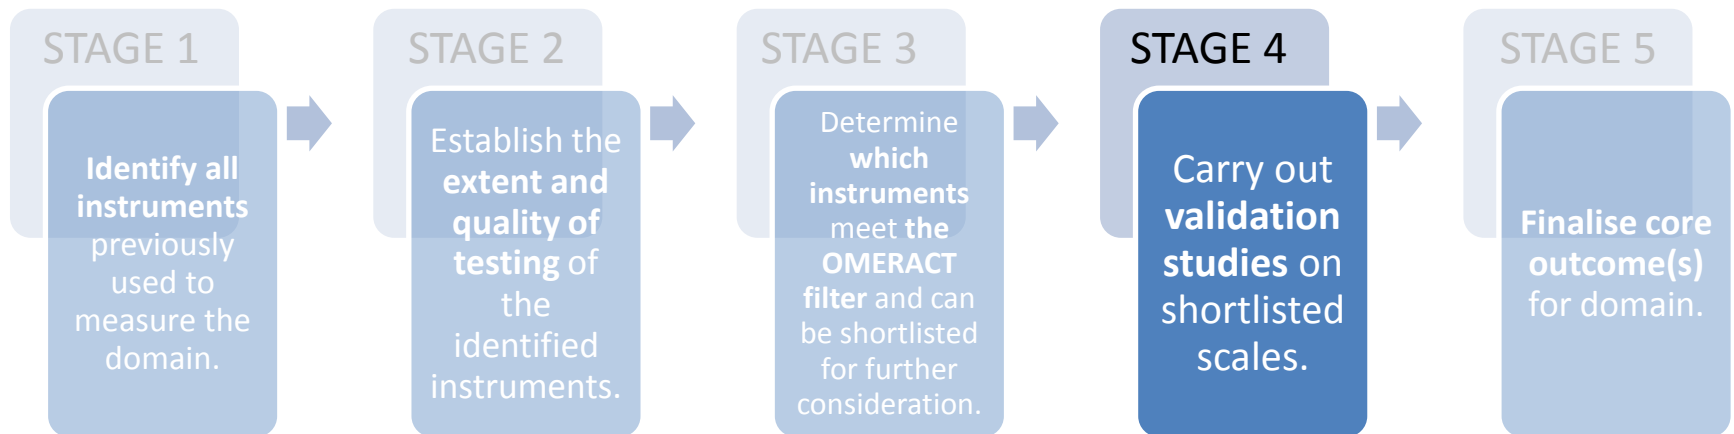 STAGE 1
Identify all
instruments
previously
used to
measure the
domain.
STAGE 2
Establish the
extent and
quality of
testing of
the
identified
instruments.
STAGE 3
Determine
which
instruments
meet the
OMERACT
filter and can
be shortlisted
for further
consideration.
STAGE 4
Carry out
validation
studies on
shortlisted
scales.
STAGE 5
Finalise core
outcome(s)
for domain.